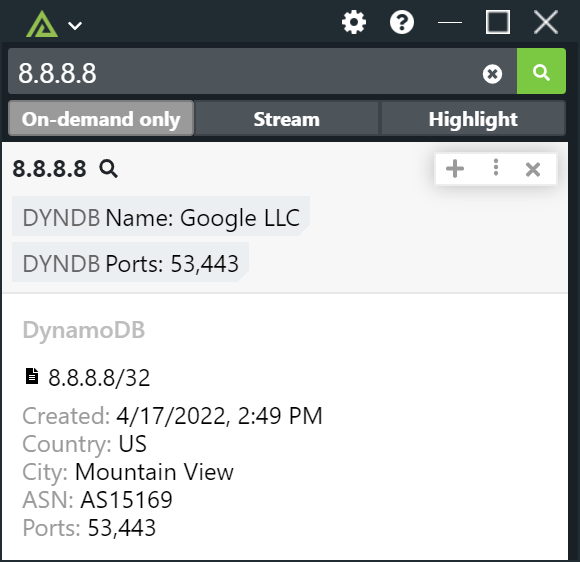 8.8.8.8
On-demand only Stream Highlight
8.8.8.8
DYNDB Name: Google LLC
DYNDB Ports: 53,443
DynamoDB
8.8.8.8/32
Created: 4/17/2022, 2:49 PM
Country: US
City: Mountain View
ASN: AS15169
Ports: 53,443